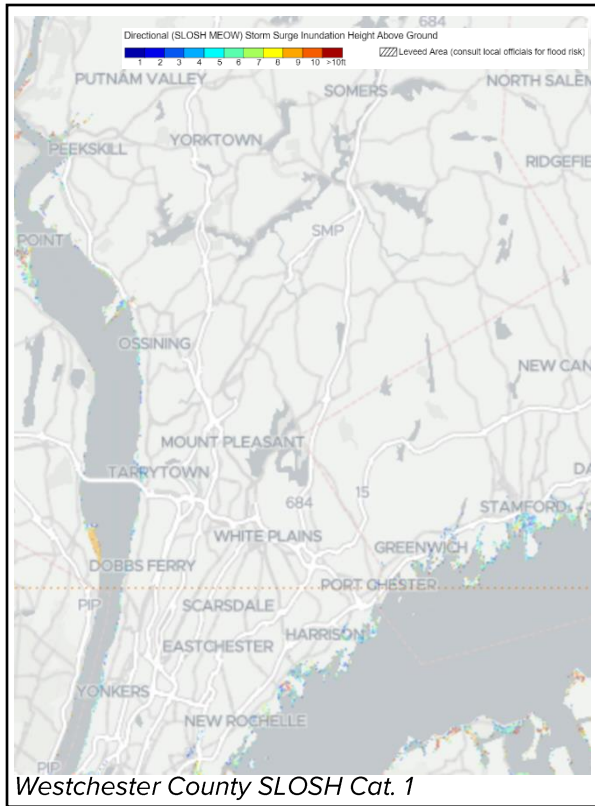 684
Directional (SLOSH MEOW) Storm Surge Inundation Height Above Ground
1 2 3 4 5 6 7 8 9 10 >10ft
Leveed Area (consult local officials for flood risk)
PUTNAM VALLEY
SOMERS
NORTH SALEM
PEEKSKILL
YORKTOWN
RIDGEFIE
POINT
SMP
OSSINING
NEW CAN
MOUNT PLEASANT
TARRYTOWN
DA
684
15
STAMFORD
WHITE PLAINS
GREENWICH
DOBBS FERRY
PORT CHESTER
PIP
SCARSDALE
HARRISON
EASTCHESTER
YONKERS
NEW ROCHELLE
PIP
Westchester County SLOSH Cat. 1